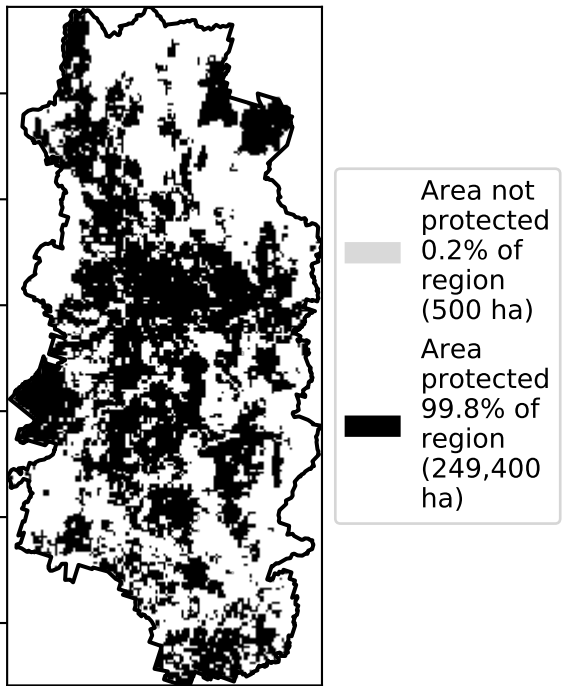 Area not
protected
0.2% of
region
(500 ha)
Area
protected
99.8% of
region
(249,400
ha)